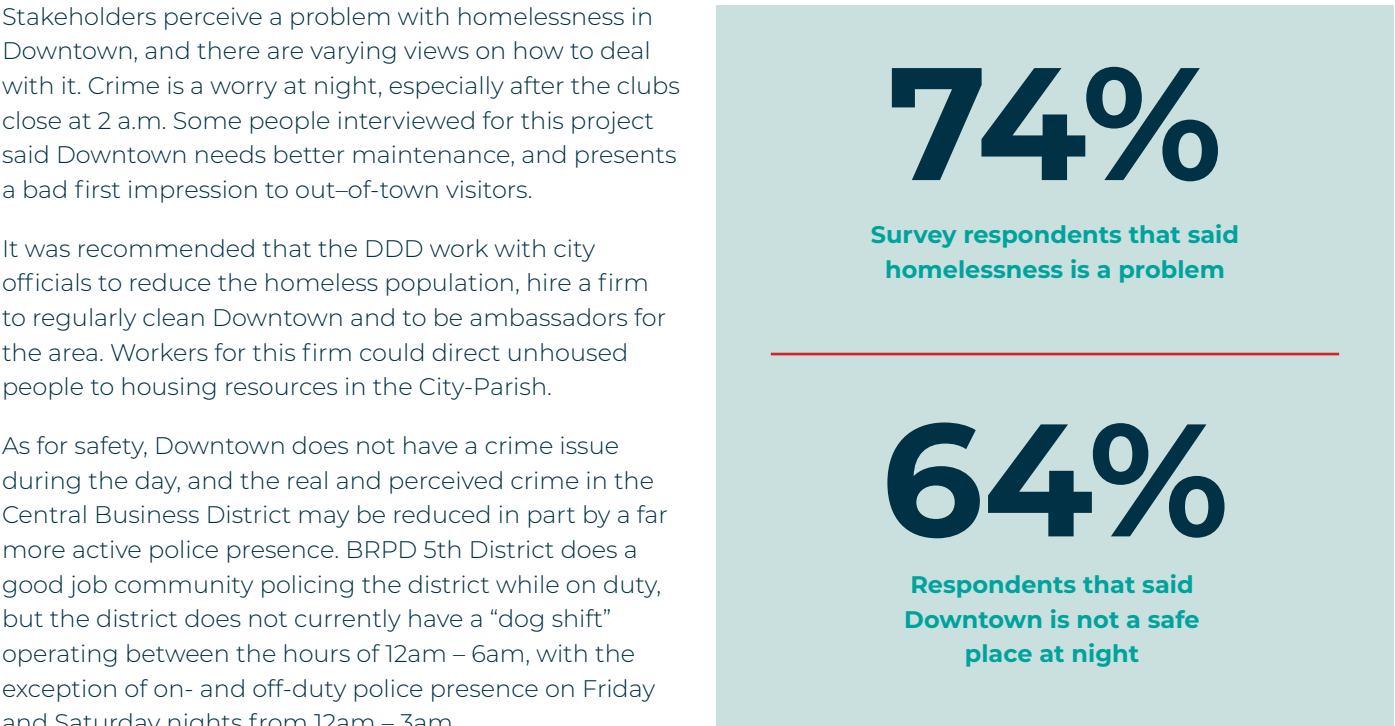 Stakeholders perceive a problem with homelessness in
Downtown, and there are varying views on how to deal
with it. Crime is a worry at night, especially after the clubs
close at 2 a.m. Some people interviewed for this project
said Downtown needs better maintenance, and presents
a bad first impression to out–of-town visitors.
It was recommended that the DDD work with city
officials to reduce the homeless population, hire a firm
to regularly clean Downtown and to be ambassadors for
the area. Workers for this firm could direct unhoused
people to housing resources in the City-Parish.
As for safety, Downtown does not have a crime issue
during the day, and the real and perceived crime in the
Central Business District may be reduced in part by a far
more active police presence. BRPD 5th District does a
good job community policing the district while on duty,
but the district does not currently have a “dog shift”
operating between the hours of 12am – 6am, with the
exception of on- and off-duty police presence on Friday
and Saturday nights from 12am – 3am
74%
Survey respondents that said
homelessness is a problem
64%
Respondents that said
Downtown is not a safe
place at night